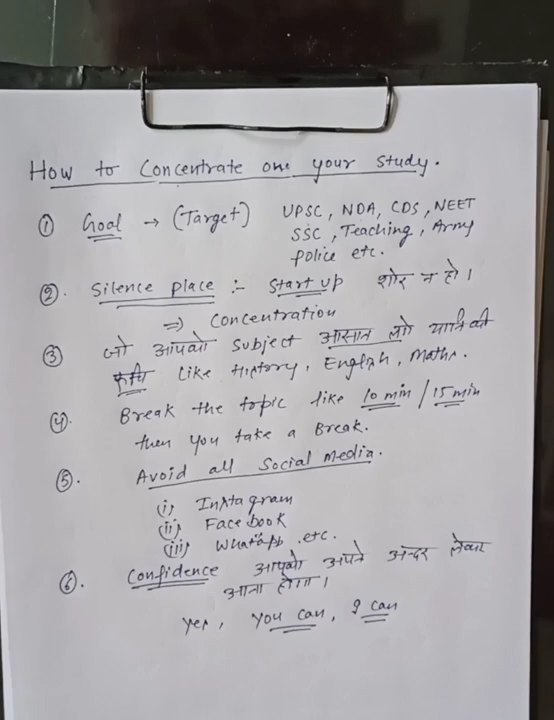 How to Concentrate one your study.
① Goal → (Target) UPSC, NDA, CDS, NEET
SSC, Teaching, Army
Police etc.
②. Silence place :- Start up शोर न हो।
⇒ Concentration
③ जो आपको Subject आसान लगे यानि की
रूचि Like History, English, Maths.
④. Break the topic like 10 min / 15 min
then you take a Break.
⑤. Avoid all Social Media.
(i) Instagram
(ii) Facebook
(iii) Whatsapp .etc.
⑥. Confidence आपको अपने अन्दर लेकर
आना होगा।
Yes, You can, I can